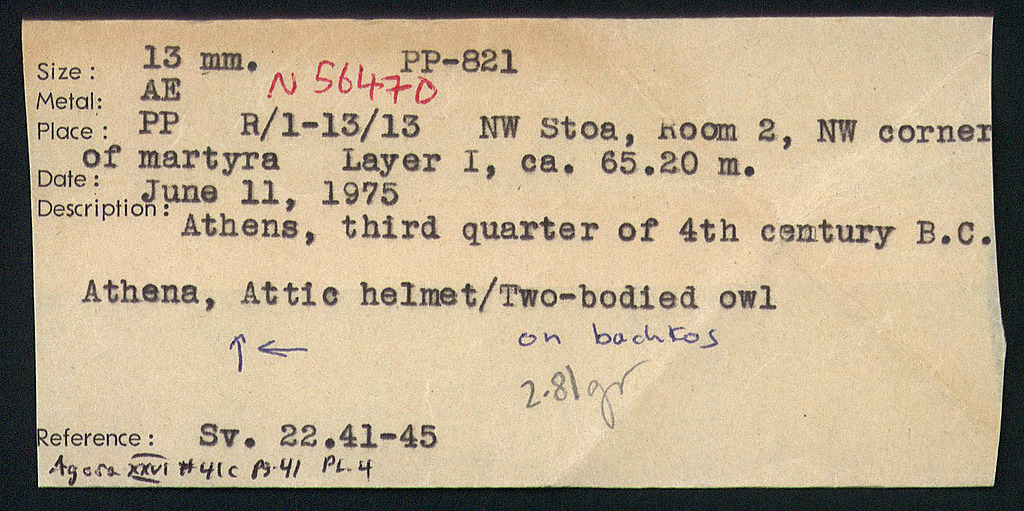 Size: 13 mm. PP-821
Metal: AE N 56470
Place: PP R/1-13/13 NW Stoa, Room 2, NW corner
of martyra Layer I, ca. 65.20 m.
Date: June 11, 1975
Description: Athens, third quarter of 4th century B.C.
Athena, Attic helmet/Two-bodied owl
↑ ← on bachkos
2.81gr
Reference: Sv. 22.41-45
Agora XXVI #41c Pg.41 PL.4